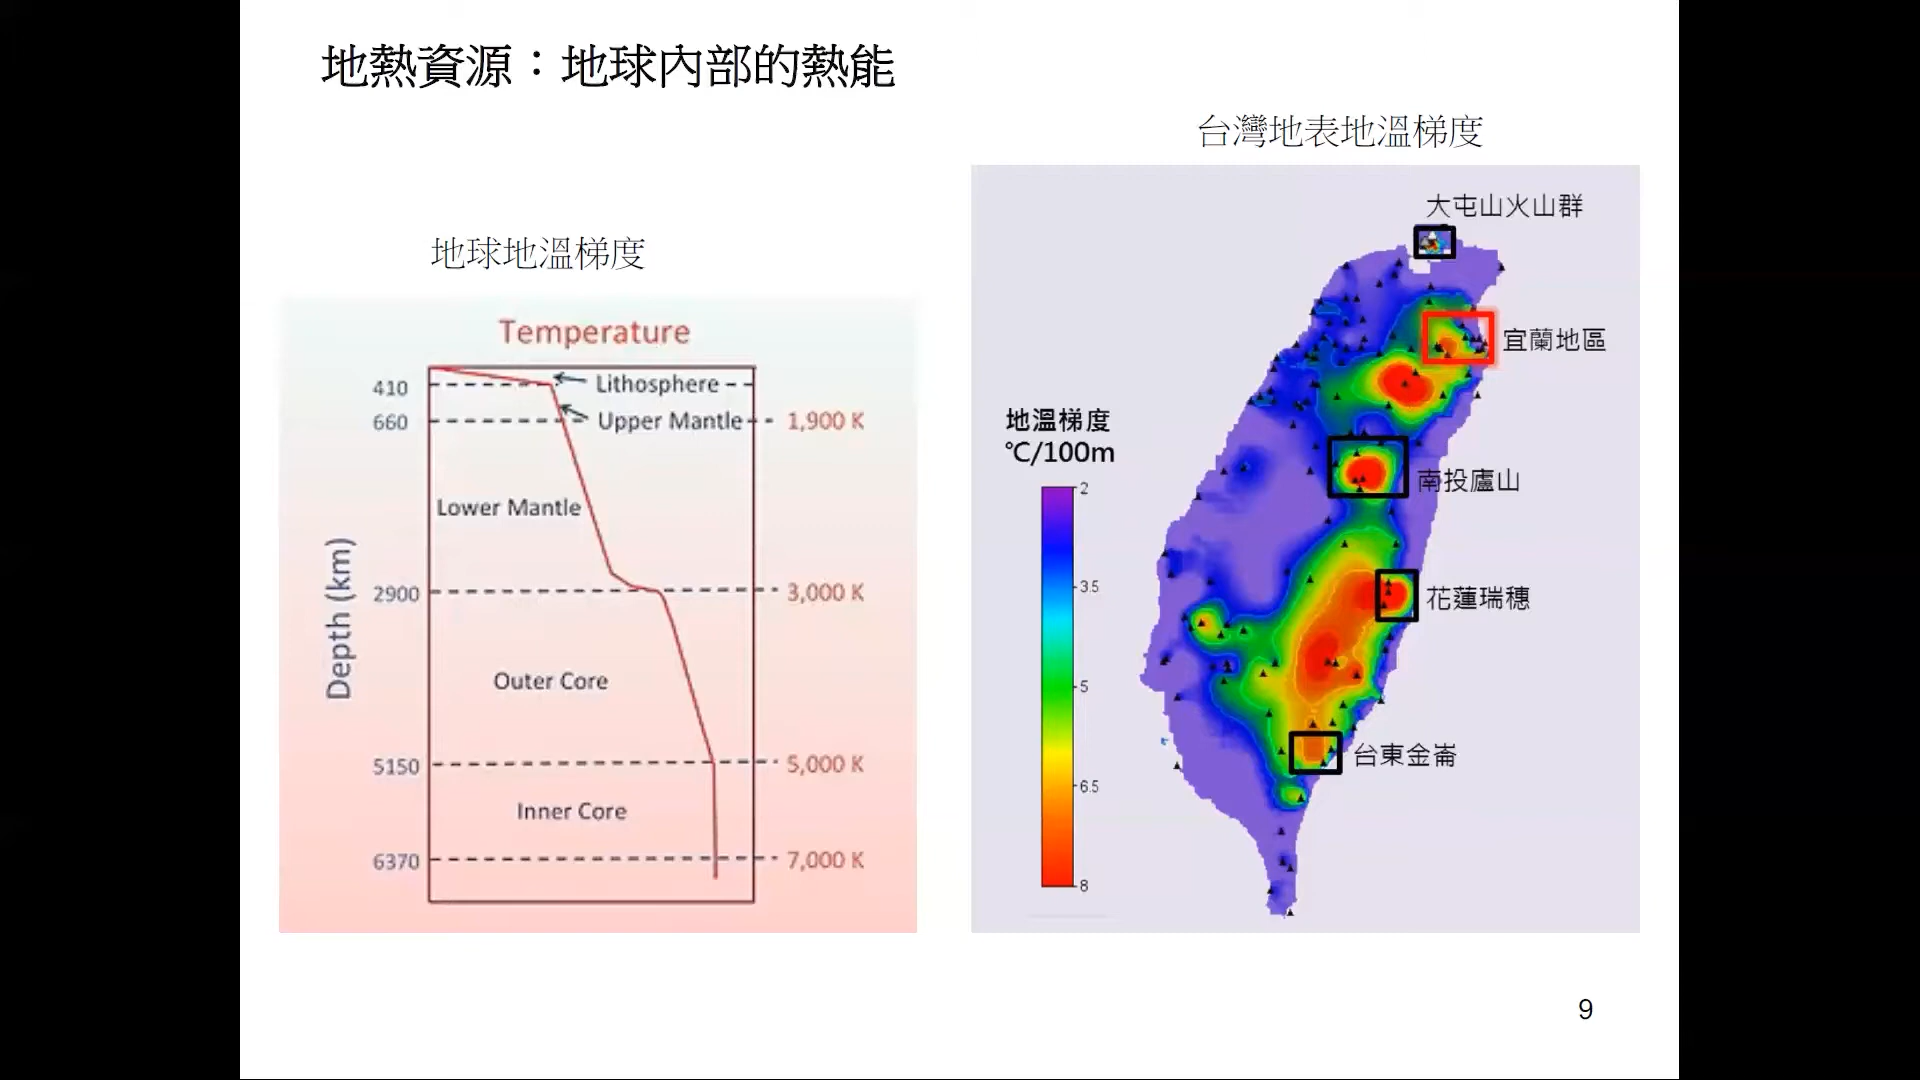 地熱資源：地球內部的熱能
台灣地表地溫梯度
地球地溫梯度
Temperature
Depth (km)
410
Lithosphere
660
Upper Mantle
1,900 K
Lower Mantle
2900
3,000 K
Outer Core
5150
5,000 K
Inner Core
6370
7,000 K
大屯山火山群
宜蘭地區
地溫梯度
℃/100m
2
3.5
5
6.5
8
南投廬山
花蓮瑞穗
台東金崙
9